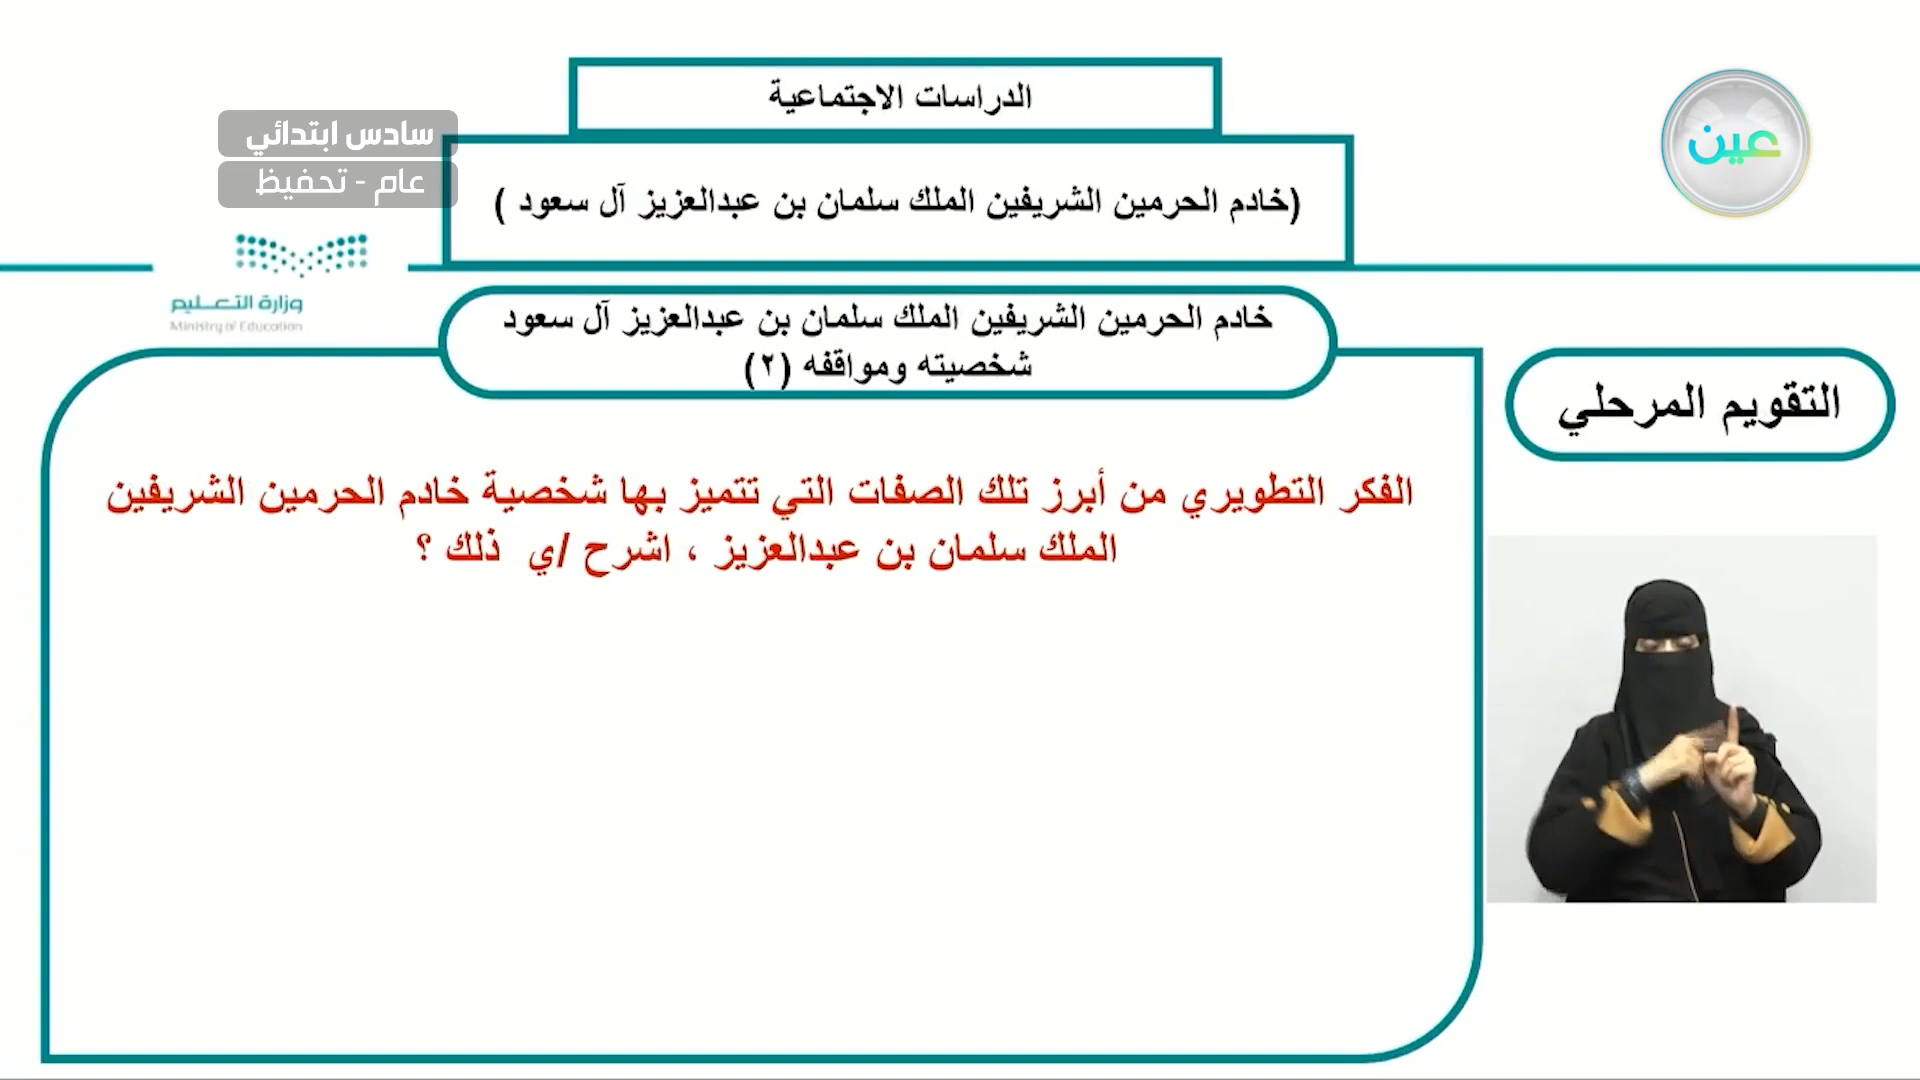 الدراسات الاجتماعية
سادس ابتدائي
عام - تحفيظ
عين
(خادم الحرمين الشريفين الملك سلمان بن عبدالعزيز آل سعود )
وزارة التعليم
Ministry of Education
خادم الحرمين الشريفين الملك سلمان بن عبدالعزيز آل سعود
شخصيته ومواقفه (٢)
التقويم المرحلي
الفكر التطويري من أبرز تلك الصفات التي تتميز بها شخصية خادم الحرمين الشريفين
الملك سلمان بن عبدالعزيز ، اشرح /ي ذلك ؟